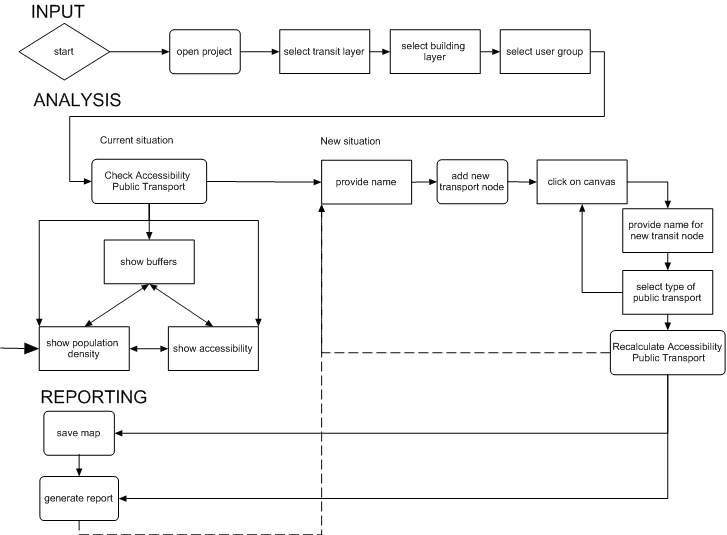 INPUT
start
open project
select transit layer
select building
layer
select user group
ANALYSIS
Current situation
New situation
Check Accessibility
Public Transport
provide name
add new
transport node
click on canvas
provide name for
new transit node
show buffers
select type of
public transport
show population
density
show accessibility
Recalculate Accessibility
Public Transport
REPORTING
save map
generate report